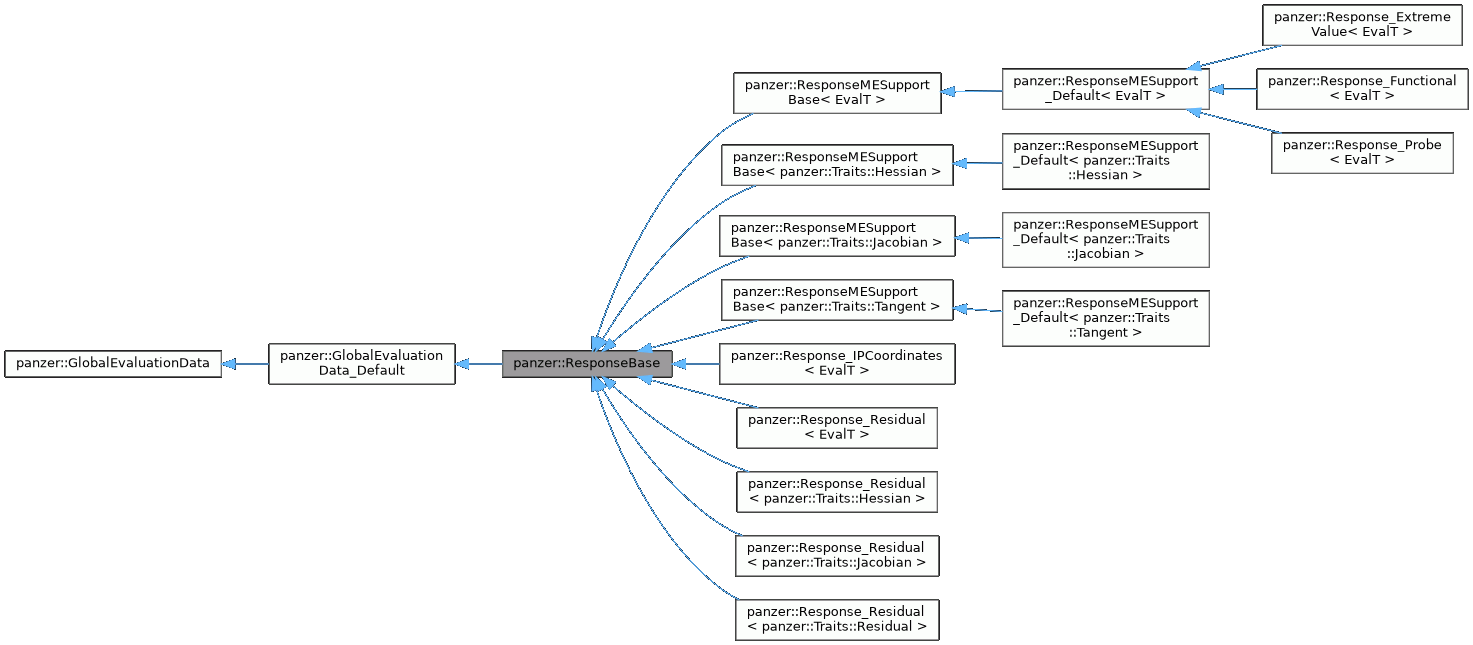 panzer::GlobalEvaluationData
panzer::GlobalEvaluation
Data_Default
panzer::ResponseBase
panzer::ResponseMESupport
Base< EvalT >
panzer::ResponseMESupport
Base< panzer::Traits::Hessian >
panzer::ResponseMESupport
Base< panzer::Traits::Jacobian >
panzer::ResponseMESupport
Base< panzer::Traits::Tangent >
panzer::Response_IPCoordinates
< EvalT >
panzer::Response_Residual
< EvalT >
panzer::Response_Residual
< panzer::Traits::Hessian >
panzer::Response_Residual
< panzer::Traits::Jacobian >
panzer::Response_Residual
< panzer::Traits::Residual >
panzer::ResponseMESupport
_Default< EvalT >
panzer::ResponseMESupport
_Default< panzer::Traits
::Hessian >
panzer::ResponseMESupport
_Default< panzer::Traits
::Jacobian >
panzer::ResponseMESupport
_Default< panzer::Traits
::Tangent >
panzer::Response_Extreme
Value< EvalT >
panzer::Response_Functional
< EvalT >
panzer::Response_Probe
< EvalT >